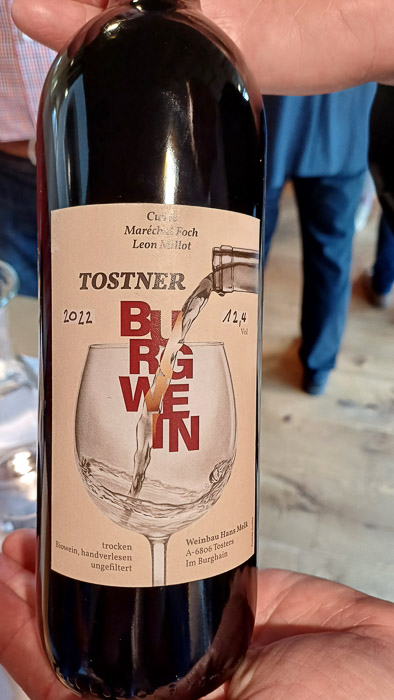 Cuvée
Maréchal Foch
Leon Millot
TOSTNER
2022
12,4
Vol
BU
RG
WE
IN
trocken
Biowein, handverlesen
ungefiltert
Weinbau Hans Melk
A-6806 Tosters
Im Burghain